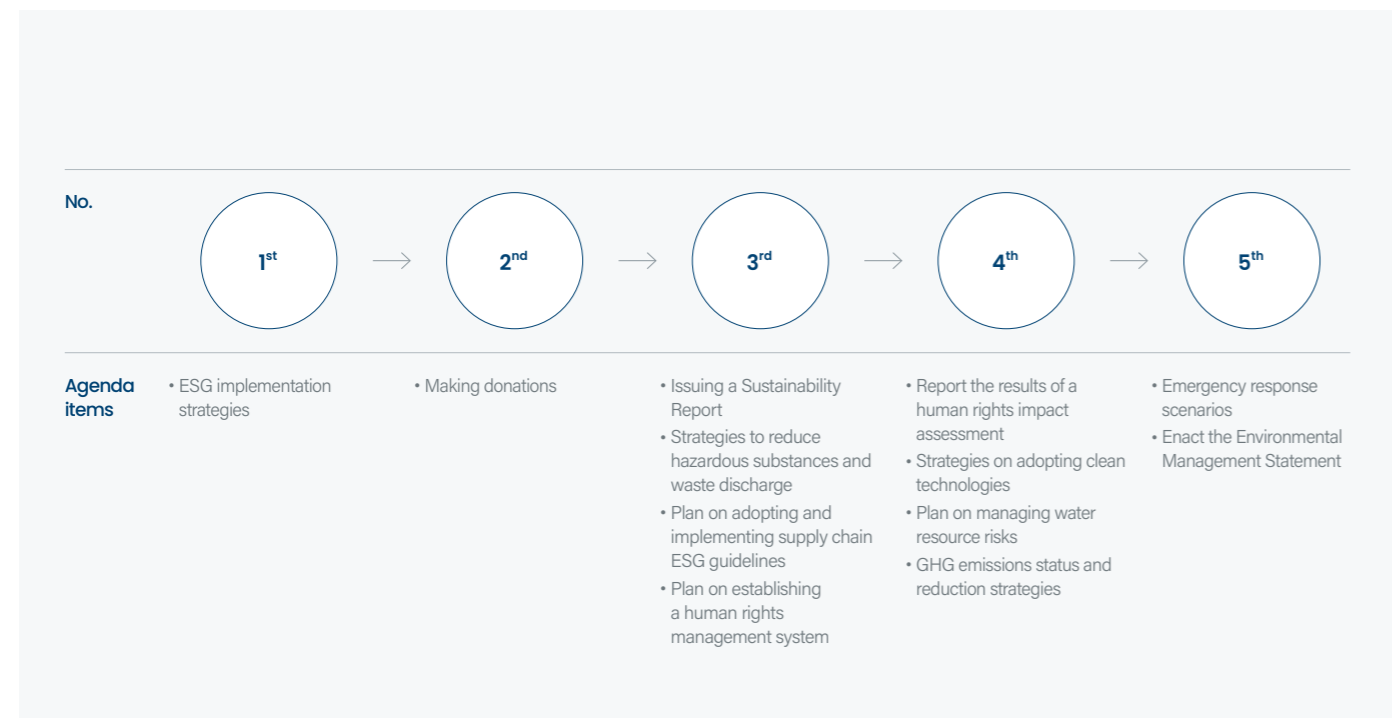 No.
1st
2nd
3rd
4th
5th
Agenda
items
• ESG implementation
strategies
• Making donations
• Issuing a Sustainability
Report
• Strategies to reduce
hazardous substances and
waste discharge
• Plan on adopting and
implementing supply chain
ESG guidelines
• Plan on establishing
a human rights
management system
• Report the results of a
human rights impact
assessment
• Strategies on adopting clean
technologies
• Plan on managing water
resource risks
• GHG emissions status and
reduction strategies
• Emergency response
scenarios
• Enact the Environmental
Management Statement